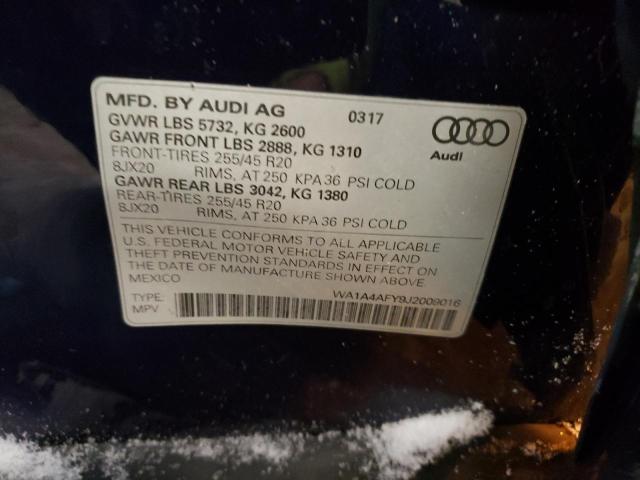 MFD. BY AUDI AG 0317
GVWR LBS 5732, KG 2600
GAWR FRONT LBS 2888, KG 1310
FRONT-TIRES 255/45 R20
8JX20 RIMS, AT 250 KPA 36 PSI COLD
GAWR REAR LBS 3042, KG 1380
REAR-TIRES 255/45 R20
8JX20 RIMS, AT 250 KPA 36 PSI COLD
Audi
THIS VEHICLE CONFORMS TO ALL APPLICABLE
U.S. FEDERAL MOTOR VEHICLE SAFETY AND
THEFT PREVENTION STANDARDS IN EFFECT ON
THE DATE OF MANUFACTURE SHOWN ABOVE.
MEXICO
WA1A4AFY9J2009016
TYPE:
MPV